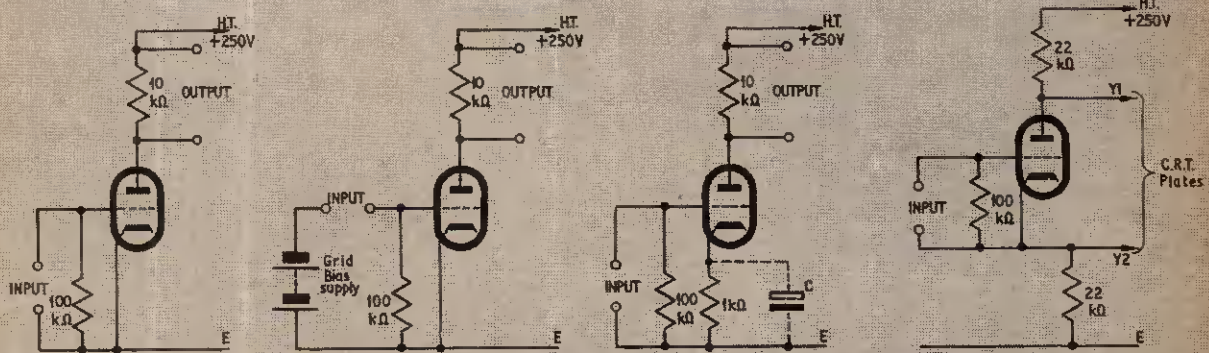 H.T.
+250V
10
kΩ
OUTPUT
INPUT
100
kΩ
E
H.T.
+250V
10
kΩ
OUTPUT
INPUT
Grid
Bias
supply
100
kΩ
E
H.T.
+250V
10
kΩ
OUTPUT
INPUT
100
kΩ
1kΩ
C
E
H.T.
+250V
22
kΩ
Y1
INPUT
100
kΩ
C.R.T.
Plates
Y2
22
kΩ
E